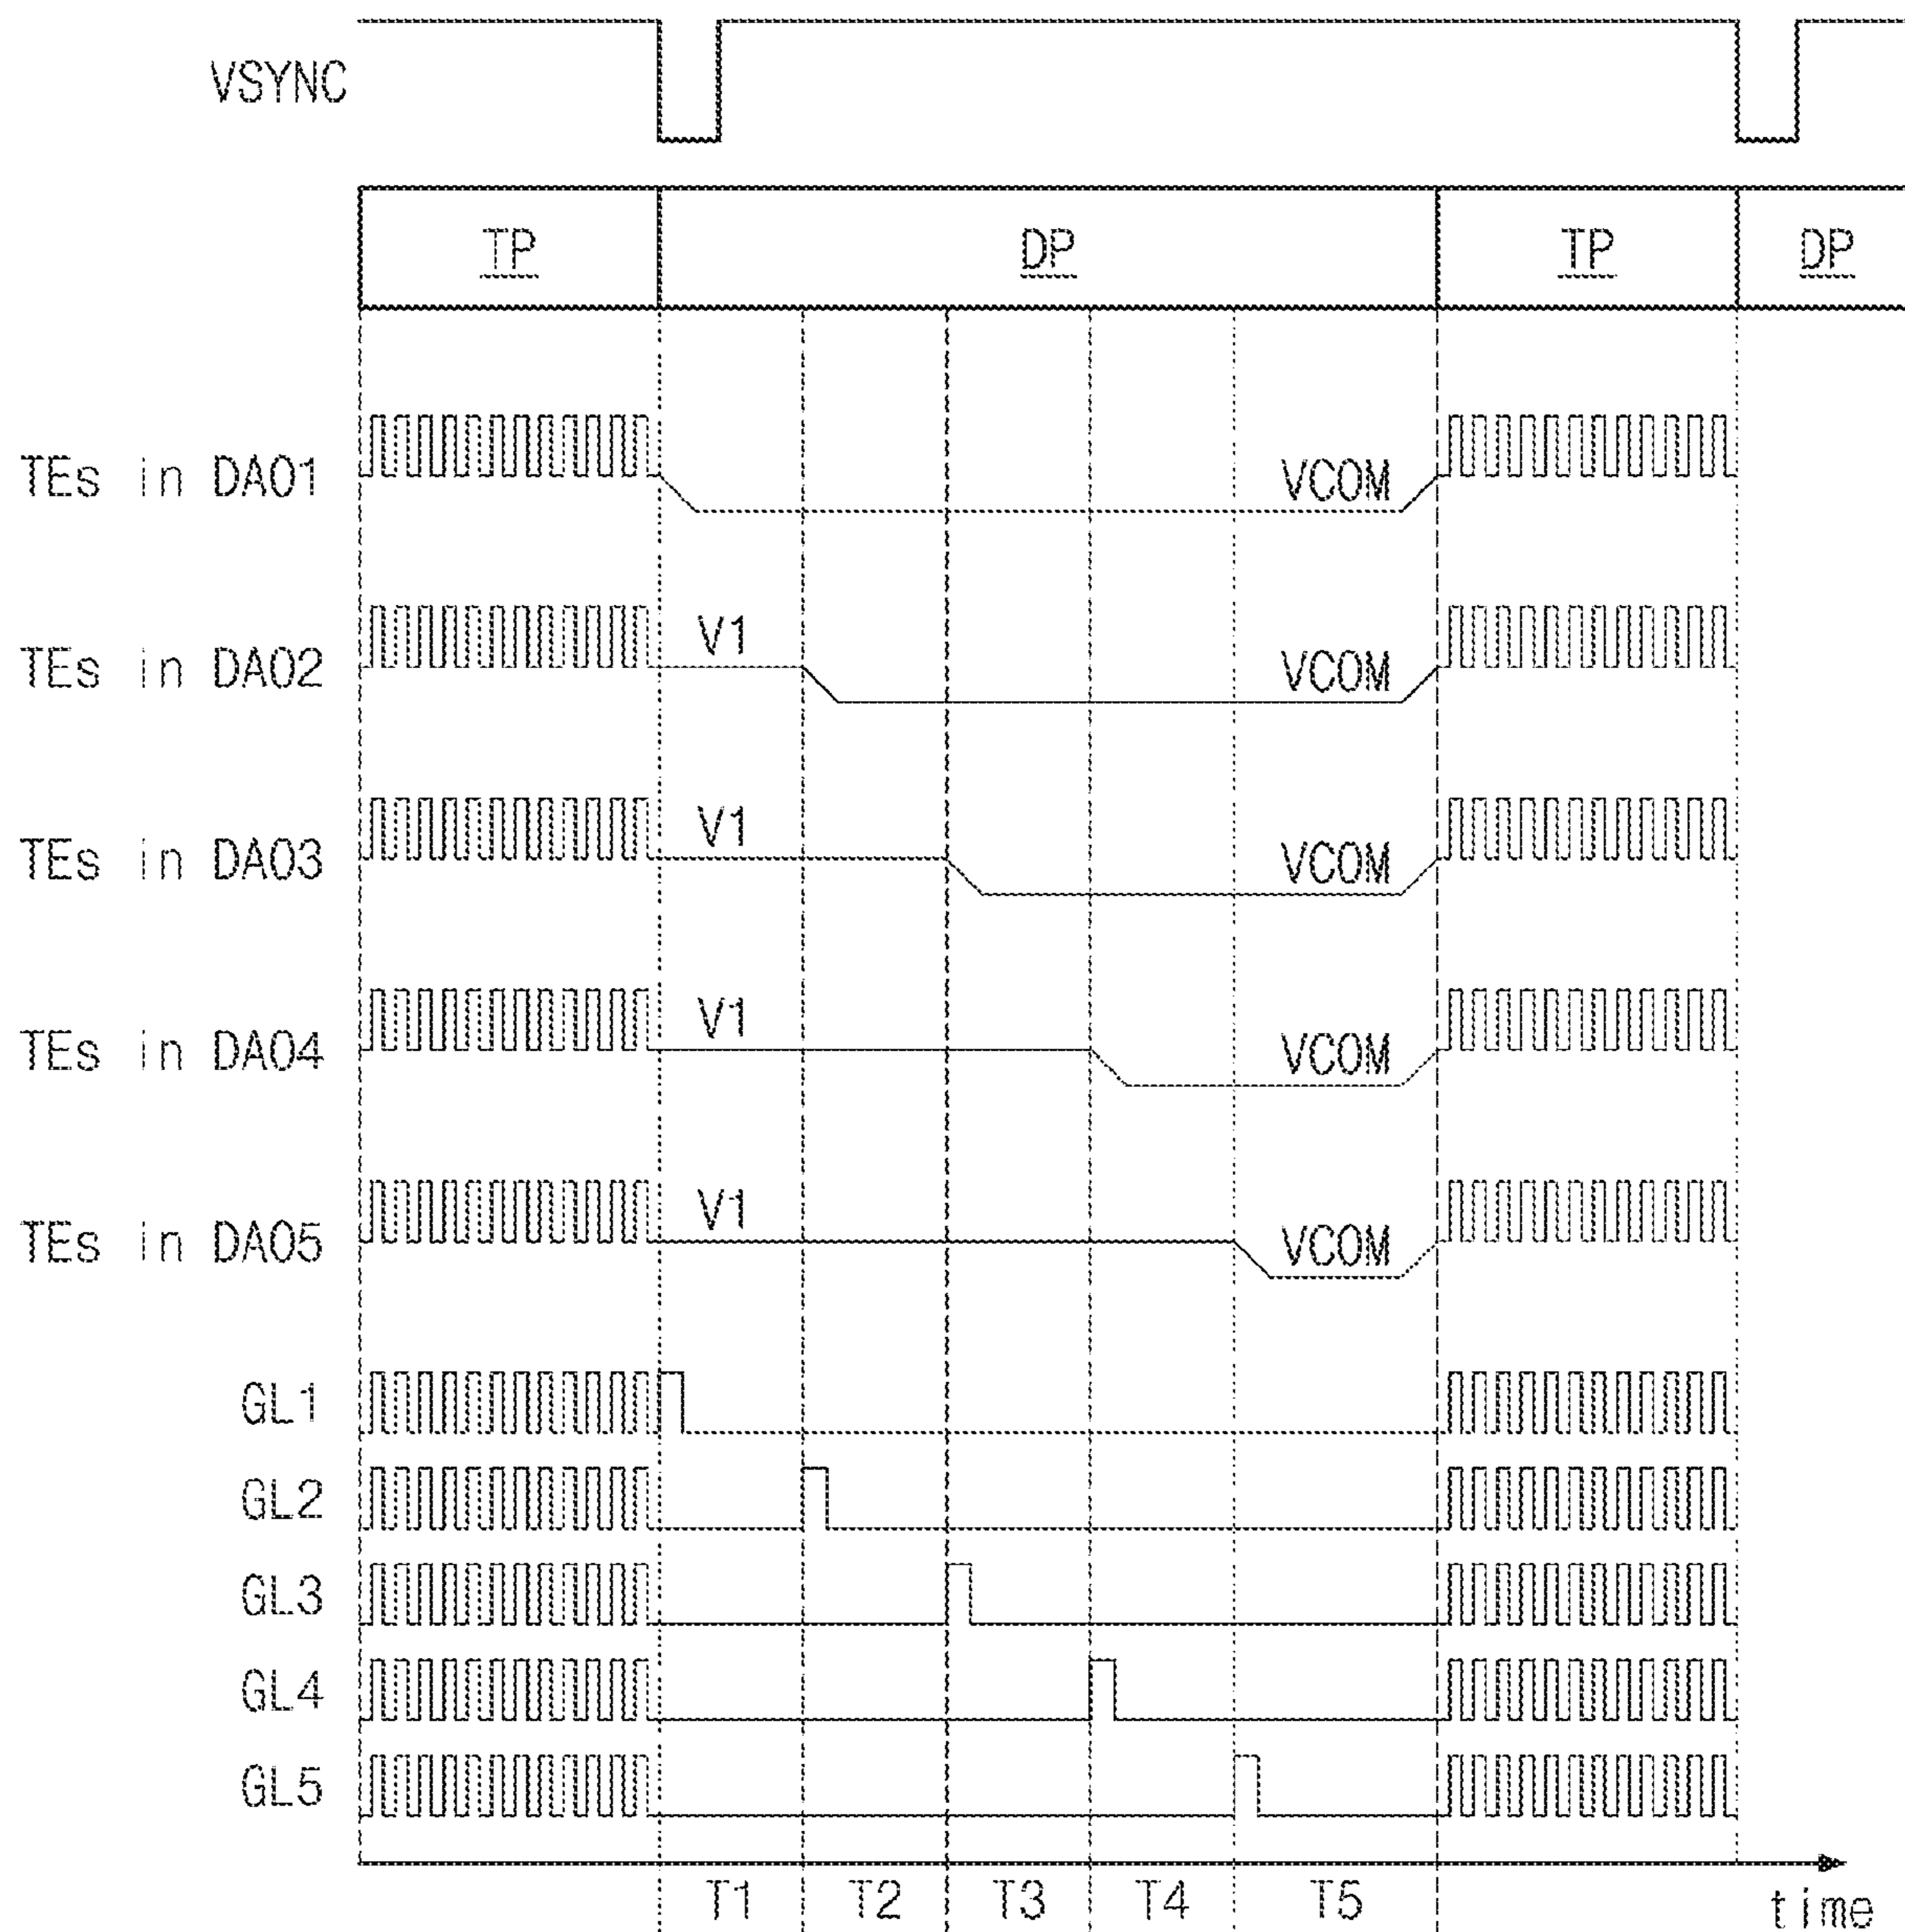 VSYNC
TP DP TP DP
TEs in DA01 VCOM
TEs in DA02 V1 VCOM
TEs in DA03 V1 VCOM
TEs in DA04 V1 VCOM
TEs in DA05 V1 VCOM
GL1
GL2
GL3
GL4
GL5
T1 T2 T3 T4 T5 time